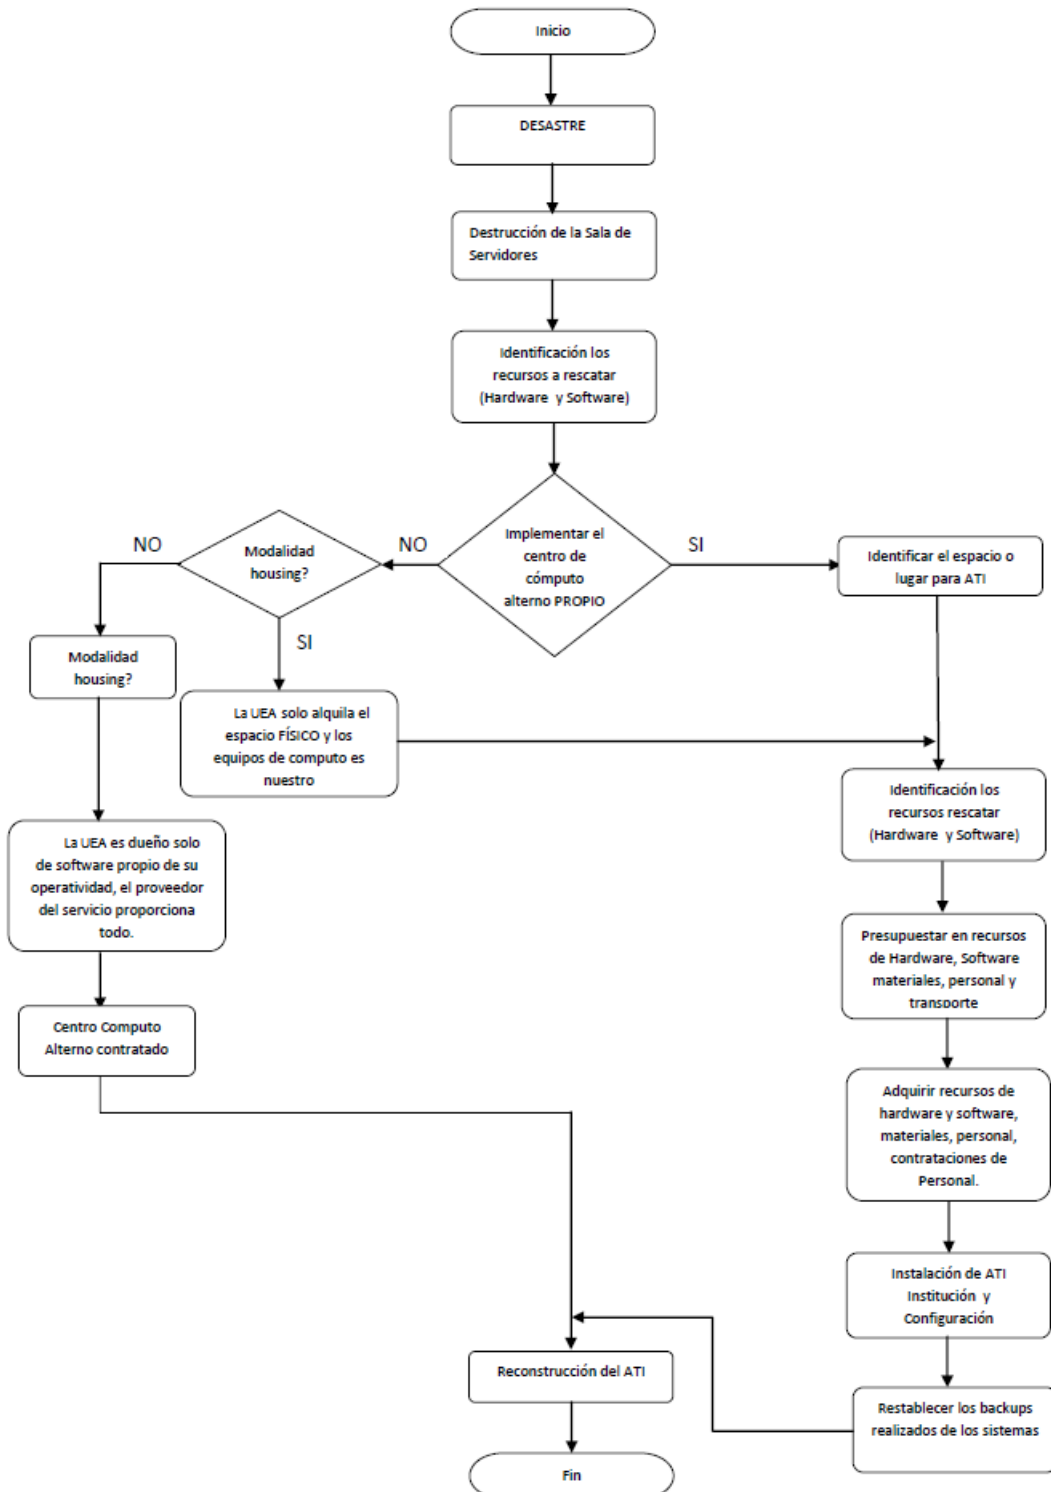 Inicio
DESASTRE
Destrucción de la Sala de
Servidores
Identificación los
recursos a rescatar
(Hardware y Software)
Implementar el
centro de
cómputo
alterno PROPIO
NO
SI
Modalidad
housing?
NO
SI
Identificar el espacio o
lugar para ATI
Modalidad
housing?
La UEA solo alquila el
espacio FÍSICO y los
equipos de computo es
nuestro
Identificación los
recursos rescatar
(Hardware y Software)
La UEA es dueño solo
de software propio de su
operatividad, el proveedor
del servicio proporciona
todo.
Presupuestar en recursos
de Hardware, Software
materiales, personal y
transporte
Centro Computo
Alterno contratado
Adquirir recursos de
hardware y software,
materiales, personal,
contrataciones de
Personal.
Instalación de ATI
Institución y
Configuración
Reconstrucción del ATI
Restablecer los backups
realizados de los sistemas
Fin